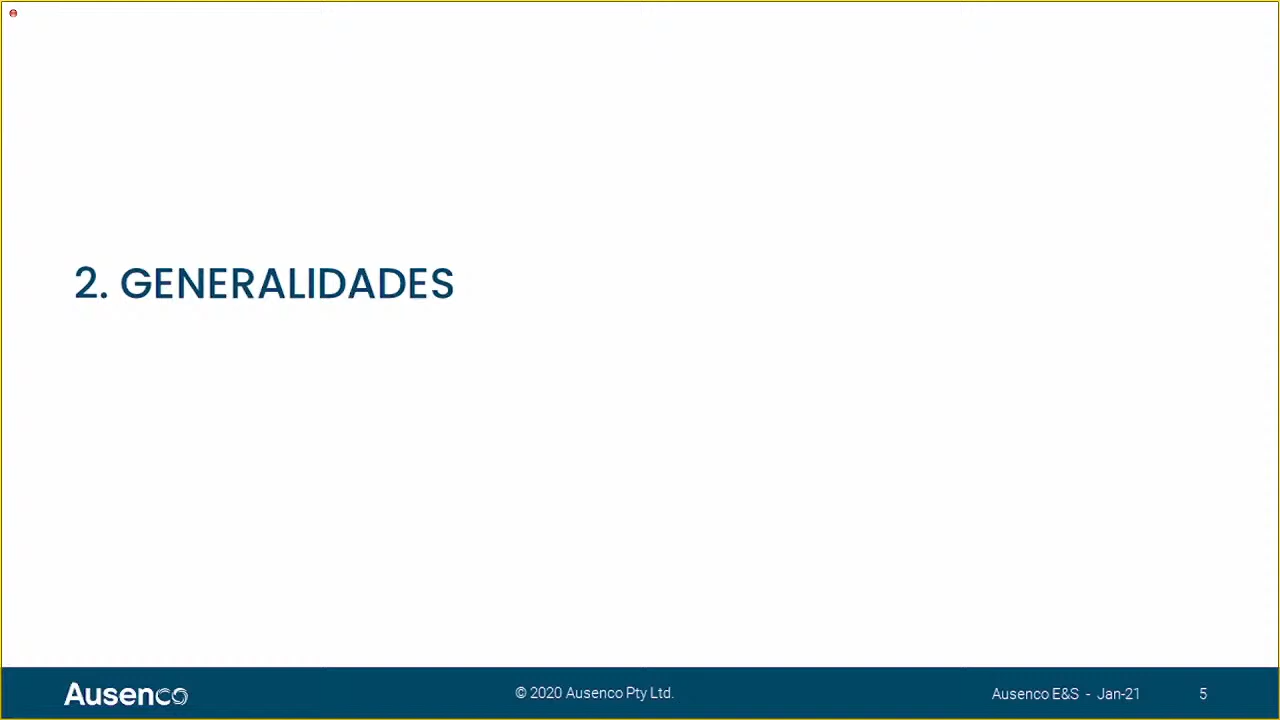 2. GENERALIDADES
Ausenco
© 2020 Ausenco Pty Ltd.
Ausenco E&S - Jan-21
5